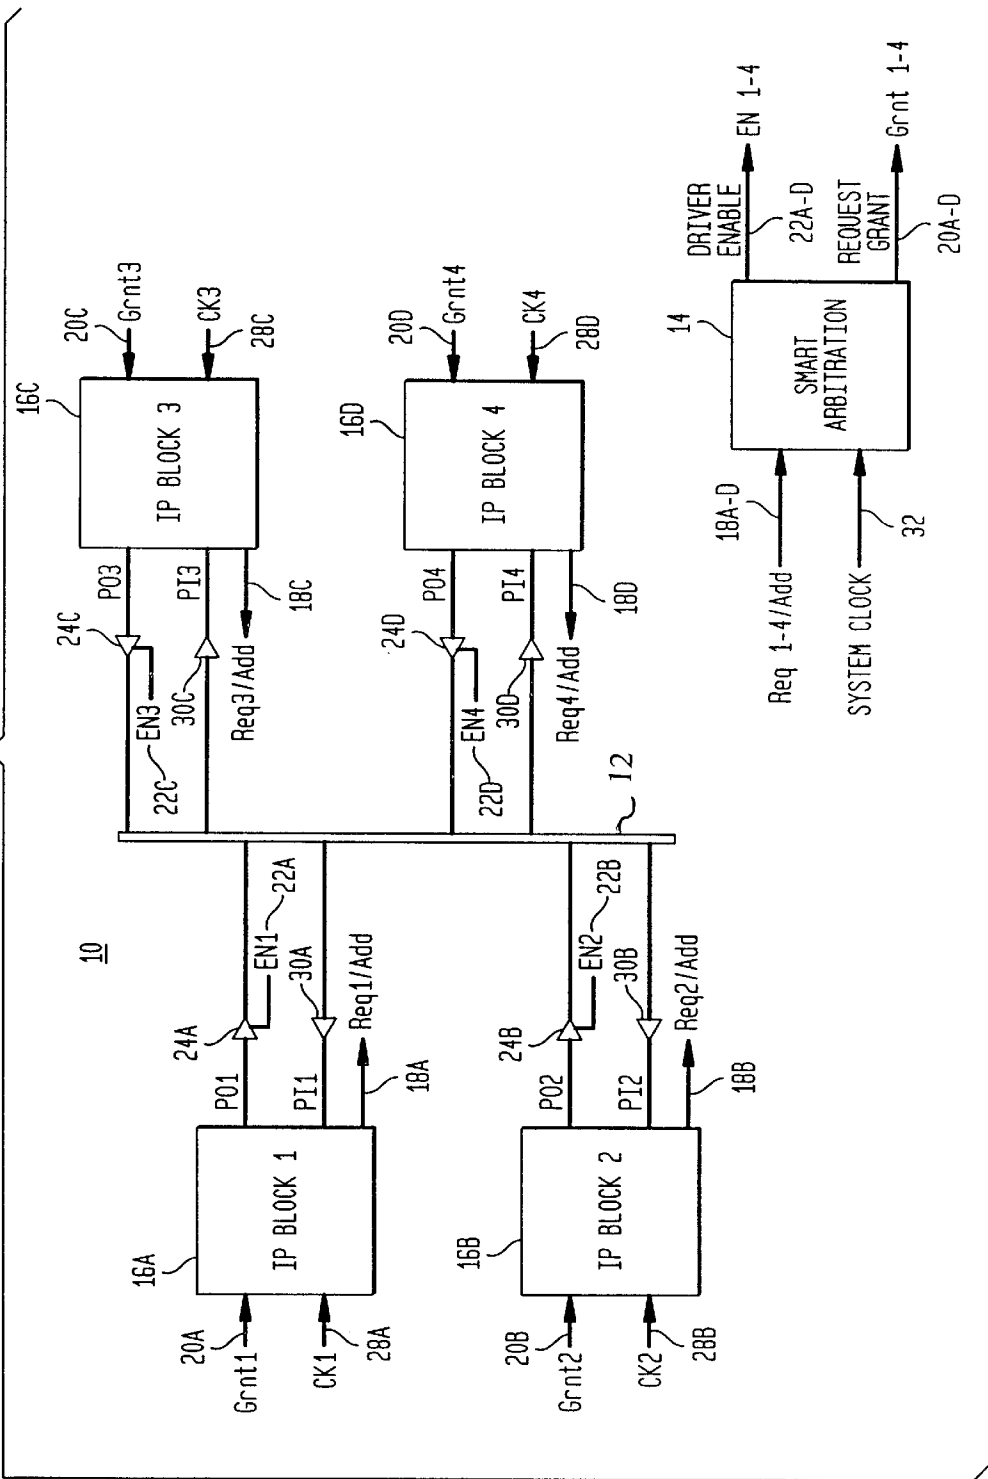 10
16A
IP BLOCK 1
20A
Grnt1
CK1
28A
PO1
24A
EN1
22A
PI1
30A
Req1/Add
18A
16B
IP BLOCK 2
20B
Grnt2
CK2
28B
PO2
24B
EN2
22B
PI2
30B
Req2/Add
18B
12
16C
IP BLOCK 3
20C
Grnt3
CK3
28C
PO3
24C
EN3
22C
PI3
30C
Req3/Add
18C
16D
IP BLOCK 4
20D
Grnt4
CK4
28D
PO4
24D
EN4
22D
PI4
30D
Req4/Add
18D
14
SMART
ARBITRATION
Req 1-4/Add
18A-D
SYSTEM CLOCK
32
DRIVER
ENABLE
EN 1-4
22A-D
REQUEST
GRANT
Grnt 1-4
20A-D